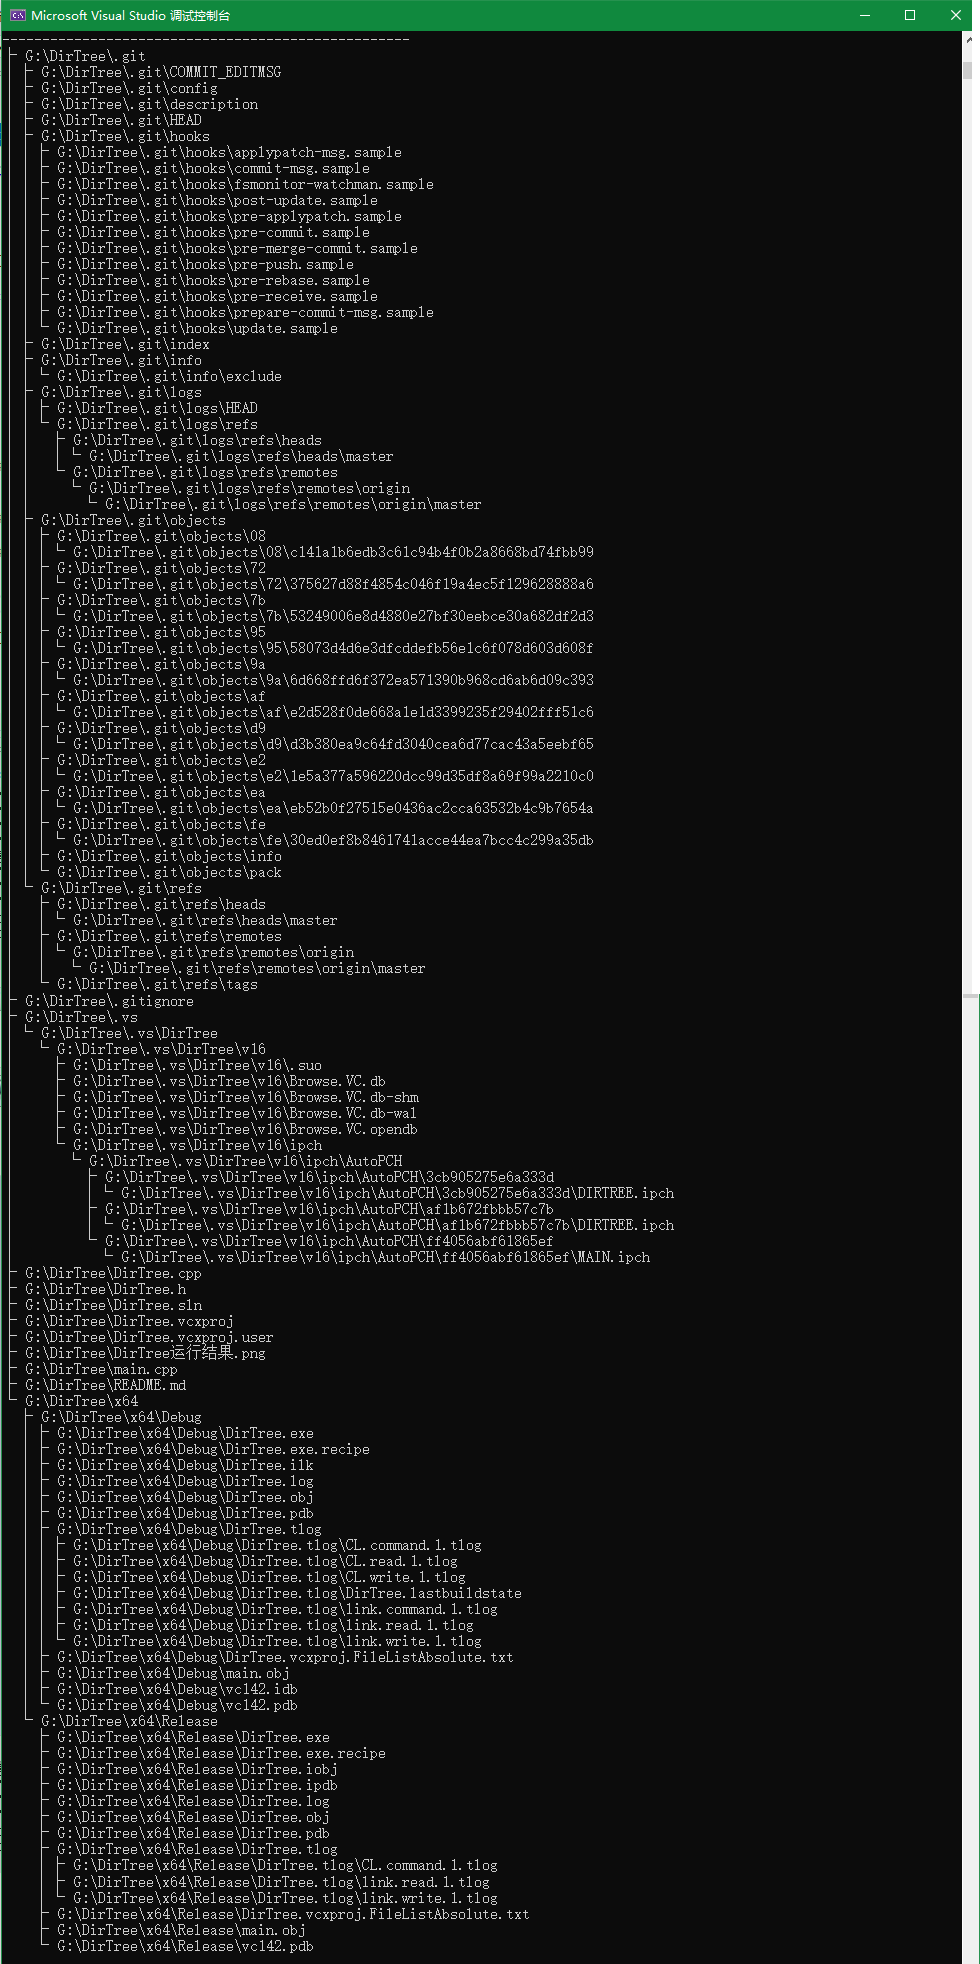 Microsoft Visual Studio 调试控制台
---------------------------------------------------
├ G:\DirTree\.git
│ ├ G:\DirTree\.git\COMMIT_EDITMSG
│ ├ G:\DirTree\.git\config
│ ├ G:\DirTree\.git\description
│ ├ G:\DirTree\.git\HEAD
│ ├ G:\DirTree\.git\hooks
│ │ ├ G:\DirTree\.git\hooks\applypatch-msg.sample
│ │ ├ G:\DirTree\.git\hooks\commit-msg.sample
│ │ ├ G:\DirTree\.git\hooks\fsmonitor-watchman.sample
│ │ ├ G:\DirTree\.git\hooks\post-update.sample
│ │ ├ G:\DirTree\.git\hooks\pre-applypatch.sample
│ │ ├ G:\DirTree\.git\hooks\pre-commit.sample
│ │ ├ G:\DirTree\.git\hooks\pre-merge-commit.sample
│ │ ├ G:\DirTree\.git\hooks\pre-push.sample
│ │ ├ G:\DirTree\.git\hooks\pre-rebase.sample
│ │ ├ G:\DirTree\.git\hooks\pre-receive.sample
│ │ ├ G:\DirTree\.git\hooks\prepare-commit-msg.sample
│ │ └ G:\DirTree\.git\hooks\update.sample
│ ├ G:\DirTree\.git\index
│ ├ G:\DirTree\.git\info
│ │ └ G:\DirTree\.git\info\exclude
│ ├ G:\DirTree\.git\logs
│ │ ├ G:\DirTree\.git\logs\HEAD
│ │ └ G:\DirTree\.git\logs\refs
│ │   ├ G:\DirTree\.git\logs\refs\heads
│ │   │ └ G:\DirTree\.git\logs\refs\heads\master
│ │   └ G:\DirTree\.git\logs\refs\remotes
│ │     └ G:\DirTree\.git\logs\refs\remotes\origin
│ │       └ G:\DirTree\.git\logs\refs\remotes\origin\master
│ ├ G:\DirTree\.git\objects
│ │ ├ G:\DirTree\.git\objects\08
│ │ │ └ G:\DirTree\.git\objects\08\c141a1b6edb3c61c94b4f0b2a8668bd74fbb99
│ │ ├ G:\DirTree\.git\objects\72
│ │ │ └ G:\DirTree\.git\objects\72\375627d88f4854c046f19a4ec5f129628888a6
│ │ ├ G:\DirTree\.git\objects\7b
│ │ │ └ G:\DirTree\.git\objects\7b\53249006e8d4880e27bf30eebce30a682df2d3
│ │ ├ G:\DirTree\.git\objects\95
│ │ │ └ G:\DirTree\.git\objects\95\58073d4d6e3dfcddefb56e1c6f078d603d608f
│ │ ├ G:\DirTree\.git\objects\9a
│ │ │ └ G:\DirTree\.git\objects\9a\6d668ffd6f372ea571390b968cd6ab6d09c393
│ │ ├ G:\DirTree\.git\objects\af
│ │ │ └ G:\DirTree\.git\objects\af\e2d528f0de668a1e1d3399235f29402fff51c6
│ │ ├ G:\DirTree\.git\objects\d9
│ │ │ └ G:\DirTree\.git\objects\d9\d3b380ea9c64fd3040cea6d77cac43a5eebf65
│ │ ├ G:\DirTree\.git\objects\e2
│ │ │ └ G:\DirTree\.git\objects\e2\1e5a377a596220dcc99d35df8a69f99a2210c0
│ │ ├ G:\DirTree\.git\objects\ea
│ │ │ └ G:\DirTree\.git\objects\ea\eb52b0f27515e0436ac2cca63532b4c9b7654a
│ │ ├ G:\DirTree\.git\objects\fe
│ │ │ └ G:\DirTree\.git\objects\fe\30ed0ef8b8461741acce44ea7bcc4c299a35db
│ │ ├ G:\DirTree\.git\objects\info
│ │ └ G:\DirTree\.git\objects\pack
│ └ G:\DirTree\.git\refs
│   ├ G:\DirTree\.git\refs\heads
│   │ └ G:\DirTree\.git\refs\heads\master
│   ├ G:\DirTree\.git\refs\remotes
│   │ └ G:\DirTree\.git\refs\remotes\origin
│   │   └ G:\DirTree\.git\refs\remotes\origin\master
│   └ G:\DirTree\.git\refs\tags
├ G:\DirTree\.gitignore
├ G:\DirTree\.vs
│ └ G:\DirTree\.vs\DirTree
│   └ G:\DirTree\.vs\DirTree\v16
│     ├ G:\DirTree\.vs\DirTree\v16\.suo
│     ├ G:\DirTree\.vs\DirTree\v16\Browse.VC.db
│     ├ G:\DirTree\.vs\DirTree\v16\Browse.VC.db-shm
│     ├ G:\DirTree\.vs\DirTree\v16\Browse.VC.db-wal
│     ├ G:\DirTree\.vs\DirTree\v16\Browse.VC.opendb
│     └ G:\DirTree\.vs\DirTree\v16\ipch
│       └ G:\DirTree\.vs\DirTree\v16\ipch\AutoPCH
│         ├ G:\DirTree\.vs\DirTree\v16\ipch\AutoPCH\3cb905275e6a333d
│         │ └ G:\DirTree\.vs\DirTree\v16\ipch\AutoPCH\3cb905275e6a333d\DIRTREE.ipch
│         ├ G:\DirTree\.vs\DirTree\v16\ipch\AutoPCH\af1b672fbbb57c7b
│         │ └ G:\DirTree\.vs\DirTree\v16\ipch\AutoPCH\af1b672fbbb57c7b\DIRTREE.ipch
│         └ G:\DirTree\.vs\DirTree\v16\ipch\AutoPCH\ff4056abf61865ef
│           └ G:\DirTree\.vs\DirTree\v16\ipch\AutoPCH\ff4056abf61865ef\MAIN.ipch
├ G:\DirTree\DirTree.cpp
├ G:\DirTree\DirTree.h
├ G:\DirTree\DirTree.sln
├ G:\DirTree\DirTree.vcxproj
├ G:\DirTree\DirTree.vcxproj.user
├ G:\DirTree\DirTree运行结果.png
├ G:\DirTree\main.cpp
├ G:\DirTree\README.md
└ G:\DirTree\x64
  ├ G:\DirTree\x64\Debug
  │ ├ G:\DirTree\x64\Debug\DirTree.exe
  │ ├ G:\DirTree\x64\Debug\DirTree.exe.recipe
  │ ├ G:\DirTree\x64\Debug\DirTree.ilk
  │ ├ G:\DirTree\x64\Debug\DirTree.log
  │ ├ G:\DirTree\x64\Debug\DirTree.obj
  │ ├ G:\DirTree\x64\Debug\DirTree.pdb
  │ ├ G:\DirTree\x64\Debug\DirTree.tlog
  │ │ ├ G:\DirTree\x64\Debug\DirTree.tlog\CL.command.1.tlog
  │ │ ├ G:\DirTree\x64\Debug\DirTree.tlog\CL.read.1.tlog
  │ │ ├ G:\DirTree\x64\Debug\DirTree.tlog\CL.write.1.tlog
  │ │ ├ G:\DirTree\x64\Debug\DirTree.tlog\DirTree.lastbuildstate
  │ │ ├ G:\DirTree\x64\Debug\DirTree.tlog\link.command.1.tlog
  │ │ ├ G:\DirTree\x64\Debug\DirTree.tlog\link.read.1.tlog
  │ │ └ G:\DirTree\x64\Debug\DirTree.tlog\link.write.1.tlog
  │ ├ G:\DirTree\x64\Debug\DirTree.vcxproj.FileListAbsolute.txt
  │ ├ G:\DirTree\x64\Debug\main.obj
  │ ├ G:\DirTree\x64\Debug\vc142.idb
  │ └ G:\DirTree\x64\Debug\vc142.pdb
  └ G:\DirTree\x64\Release
    ├ G:\DirTree\x64\Release\DirTree.exe
    ├ G:\DirTree\x64\Release\DirTree.exe.recipe
    ├ G:\DirTree\x64\Release\DirTree.iobj
    ├ G:\DirTree\x64\Release\DirTree.ipdb
    ├ G:\DirTree\x64\Release\DirTree.log
    ├ G:\DirTree\x64\Release\DirTree.obj
    ├ G:\DirTree\x64\Release\DirTree.pdb
    ├ G:\DirTree\x64\Release\DirTree.tlog
    │ ├ G:\DirTree\x64\Release\DirTree.tlog\CL.command.1.tlog
    │ ├ G:\DirTree\x64\Release\DirTree.tlog\link.read.1.tlog
    │ └ G:\DirTree\x64\Release\DirTree.tlog\link.write.1.tlog
    ├ G:\DirTree\x64\Release\DirTree.vcxproj.FileListAbsolute.txt
    ├ G:\DirTree\x64\Release\main.obj
    └ G:\DirTree\x64\Release\vc142.pdb